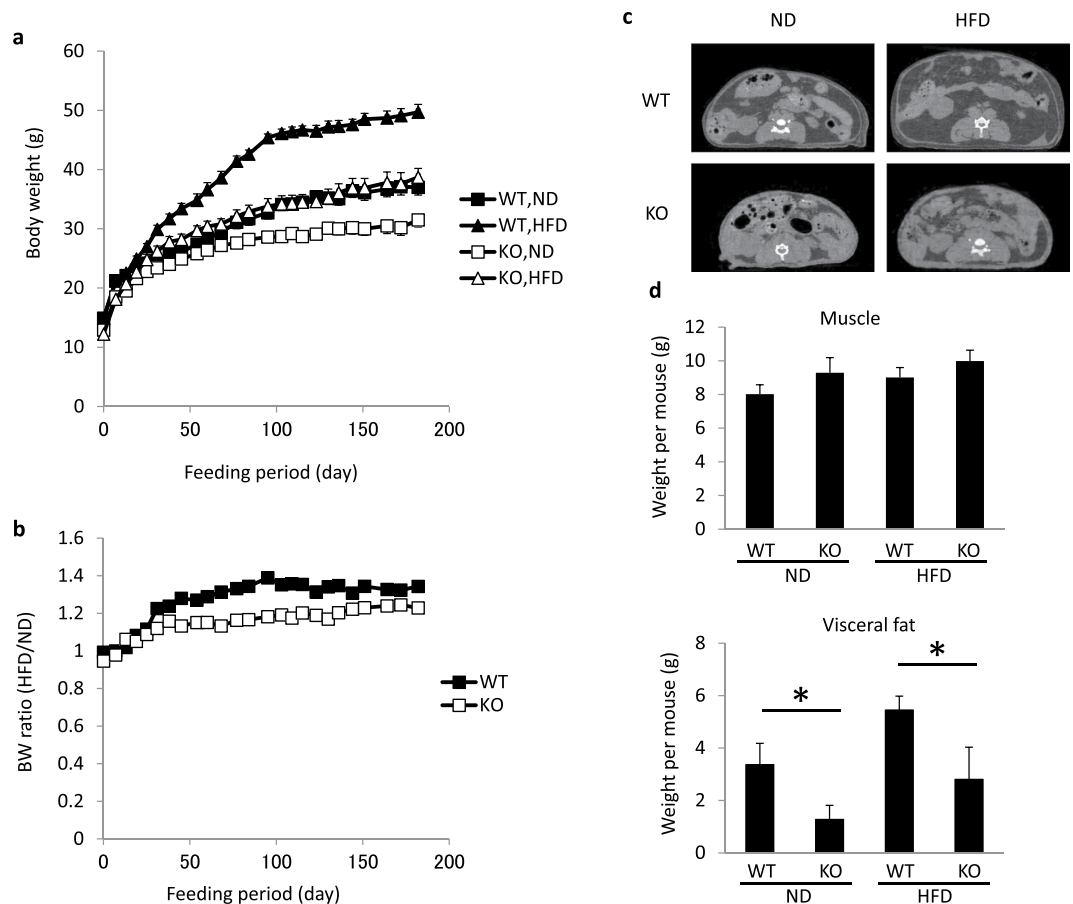 a
60
50
40
30
20
10
0
Body weight (g)
0 50 100 150 200
Feeding period (day)
WT,ND
WT,HFD
KO,ND
KO,HFD
b
1.6
1.4
1.2
1
0.8
0.6
0.4
0.2
0
BW ratio (HFD/ND)
0 50 100 150 200
Feeding period (day)
WT
KO
c
ND HFD
WT
KO
d
Muscle
12
10
8
6
4
2
0
Weight per mouse (g)
WT KO WT KO
ND HFD
Visceral fat
8
6
4
2
0
Weight per mouse (g)
* *
WT KO WT KO
ND HFD